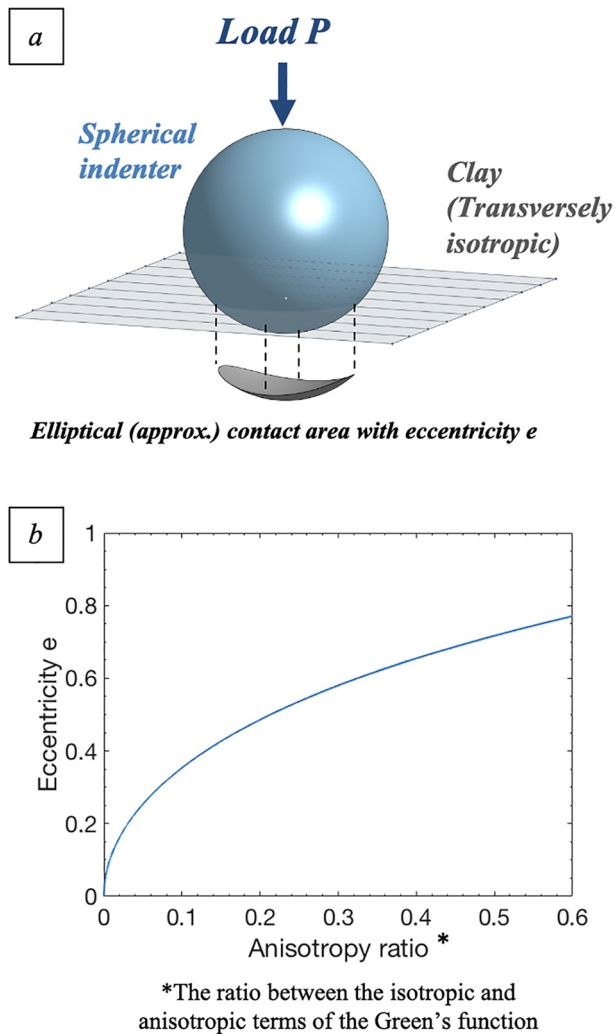 a
Load P
Spherical
indenter
Clay
(Transversely
isotropic)
Elliptical (approx.) contact area with eccentricity e
b
1
0.8
0.6
0.4
0.2
0
Eccentricity e
0 0.1 0.2 0.3 0.4 0.5 0.6
Anisotropy ratio *
*The ratio between the isotropic and
anisotropic terms of the Green's function